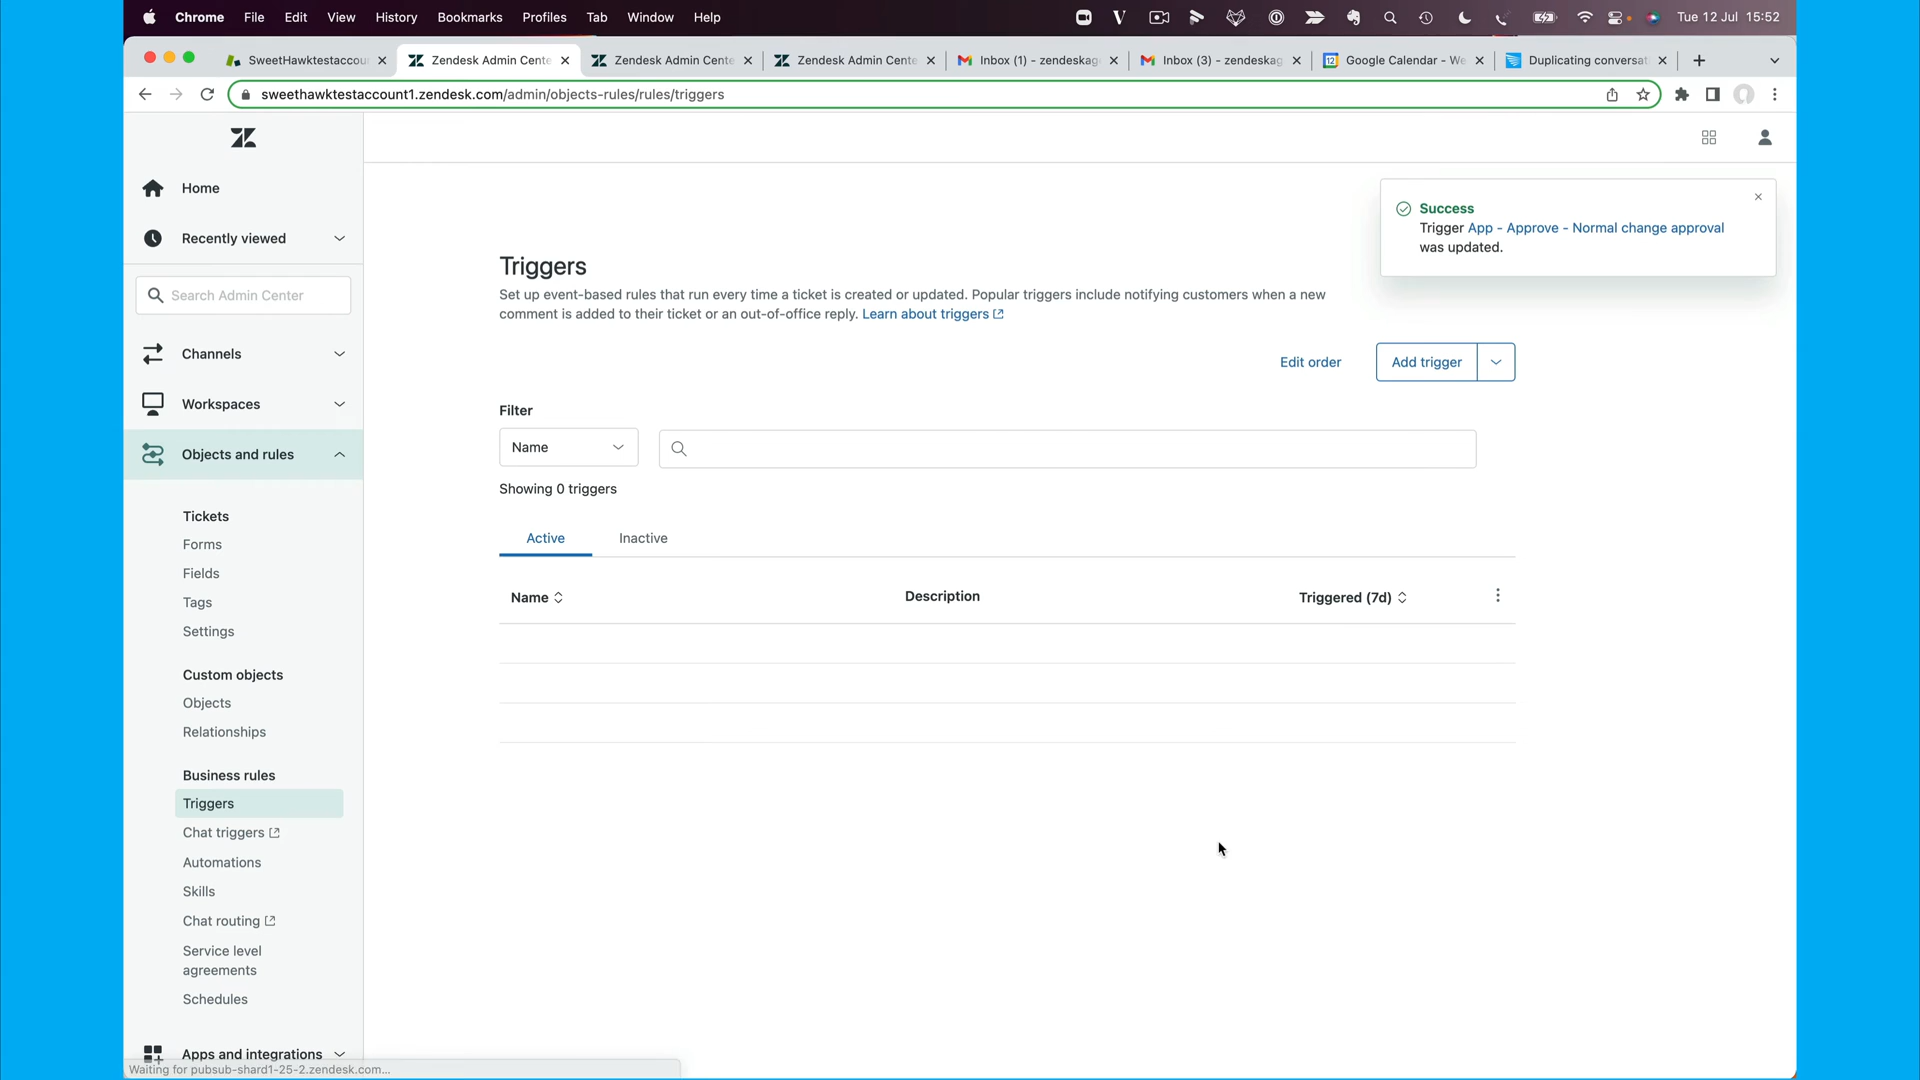 Chrome File Edit View History Bookmarks Profiles Tab Window Help Tue 12 Jul 15:52
SweetHawktestaccou Zendesk Admin Cente Zendesk Admin Cente Zendesk Admin Cente Inbox (1) - zendeskag Inbox (3) - zendeskag Google Calendar - We Duplicating conversat
sweethawktestaccount1.zendesk.com/admin/objects-rules/rules/triggers
Home
Recently viewed
Search Admin Center
Channels
Workspaces
Objects and rules
Tickets
Forms
Fields
Tags
Settings
Custom objects
Objects
Relationships
Business rules
Triggers
Chat triggers
Automations
Skills
Chat routing
Service level
agreements
Schedules
Apps and integrations
Waiting for pubsub-shard1-25-2.zendesk.com...
Success
Trigger App - Approve - Normal change approval
was updated.
Triggers
Set up event-based rules that run every time a ticket is created or updated. Popular triggers include notifying customers when a new
comment is added to their ticket or an out-of-office reply. Learn about triggers
Edit order Add trigger
Filter
Name
Showing 0 triggers
Active Inactive
Name Description Triggered (7d)